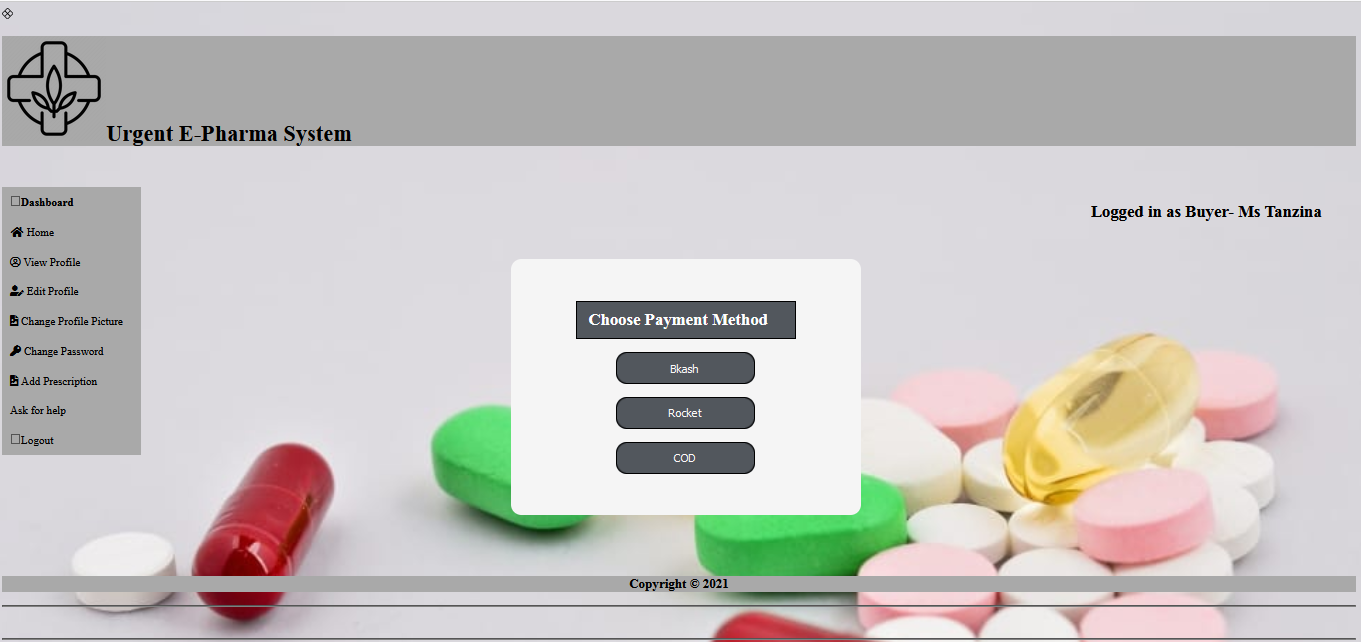 Urgent E-Pharma System
Dashboard
Home
View Profile
Edit Profile
Change Profile Picture
Change Password
Add Prescription
Ask for help
Logout
Logged in as Buyer- Ms Tanzina
Choose Payment Method
Bkash
Rocket
COD
Copyright © 2021